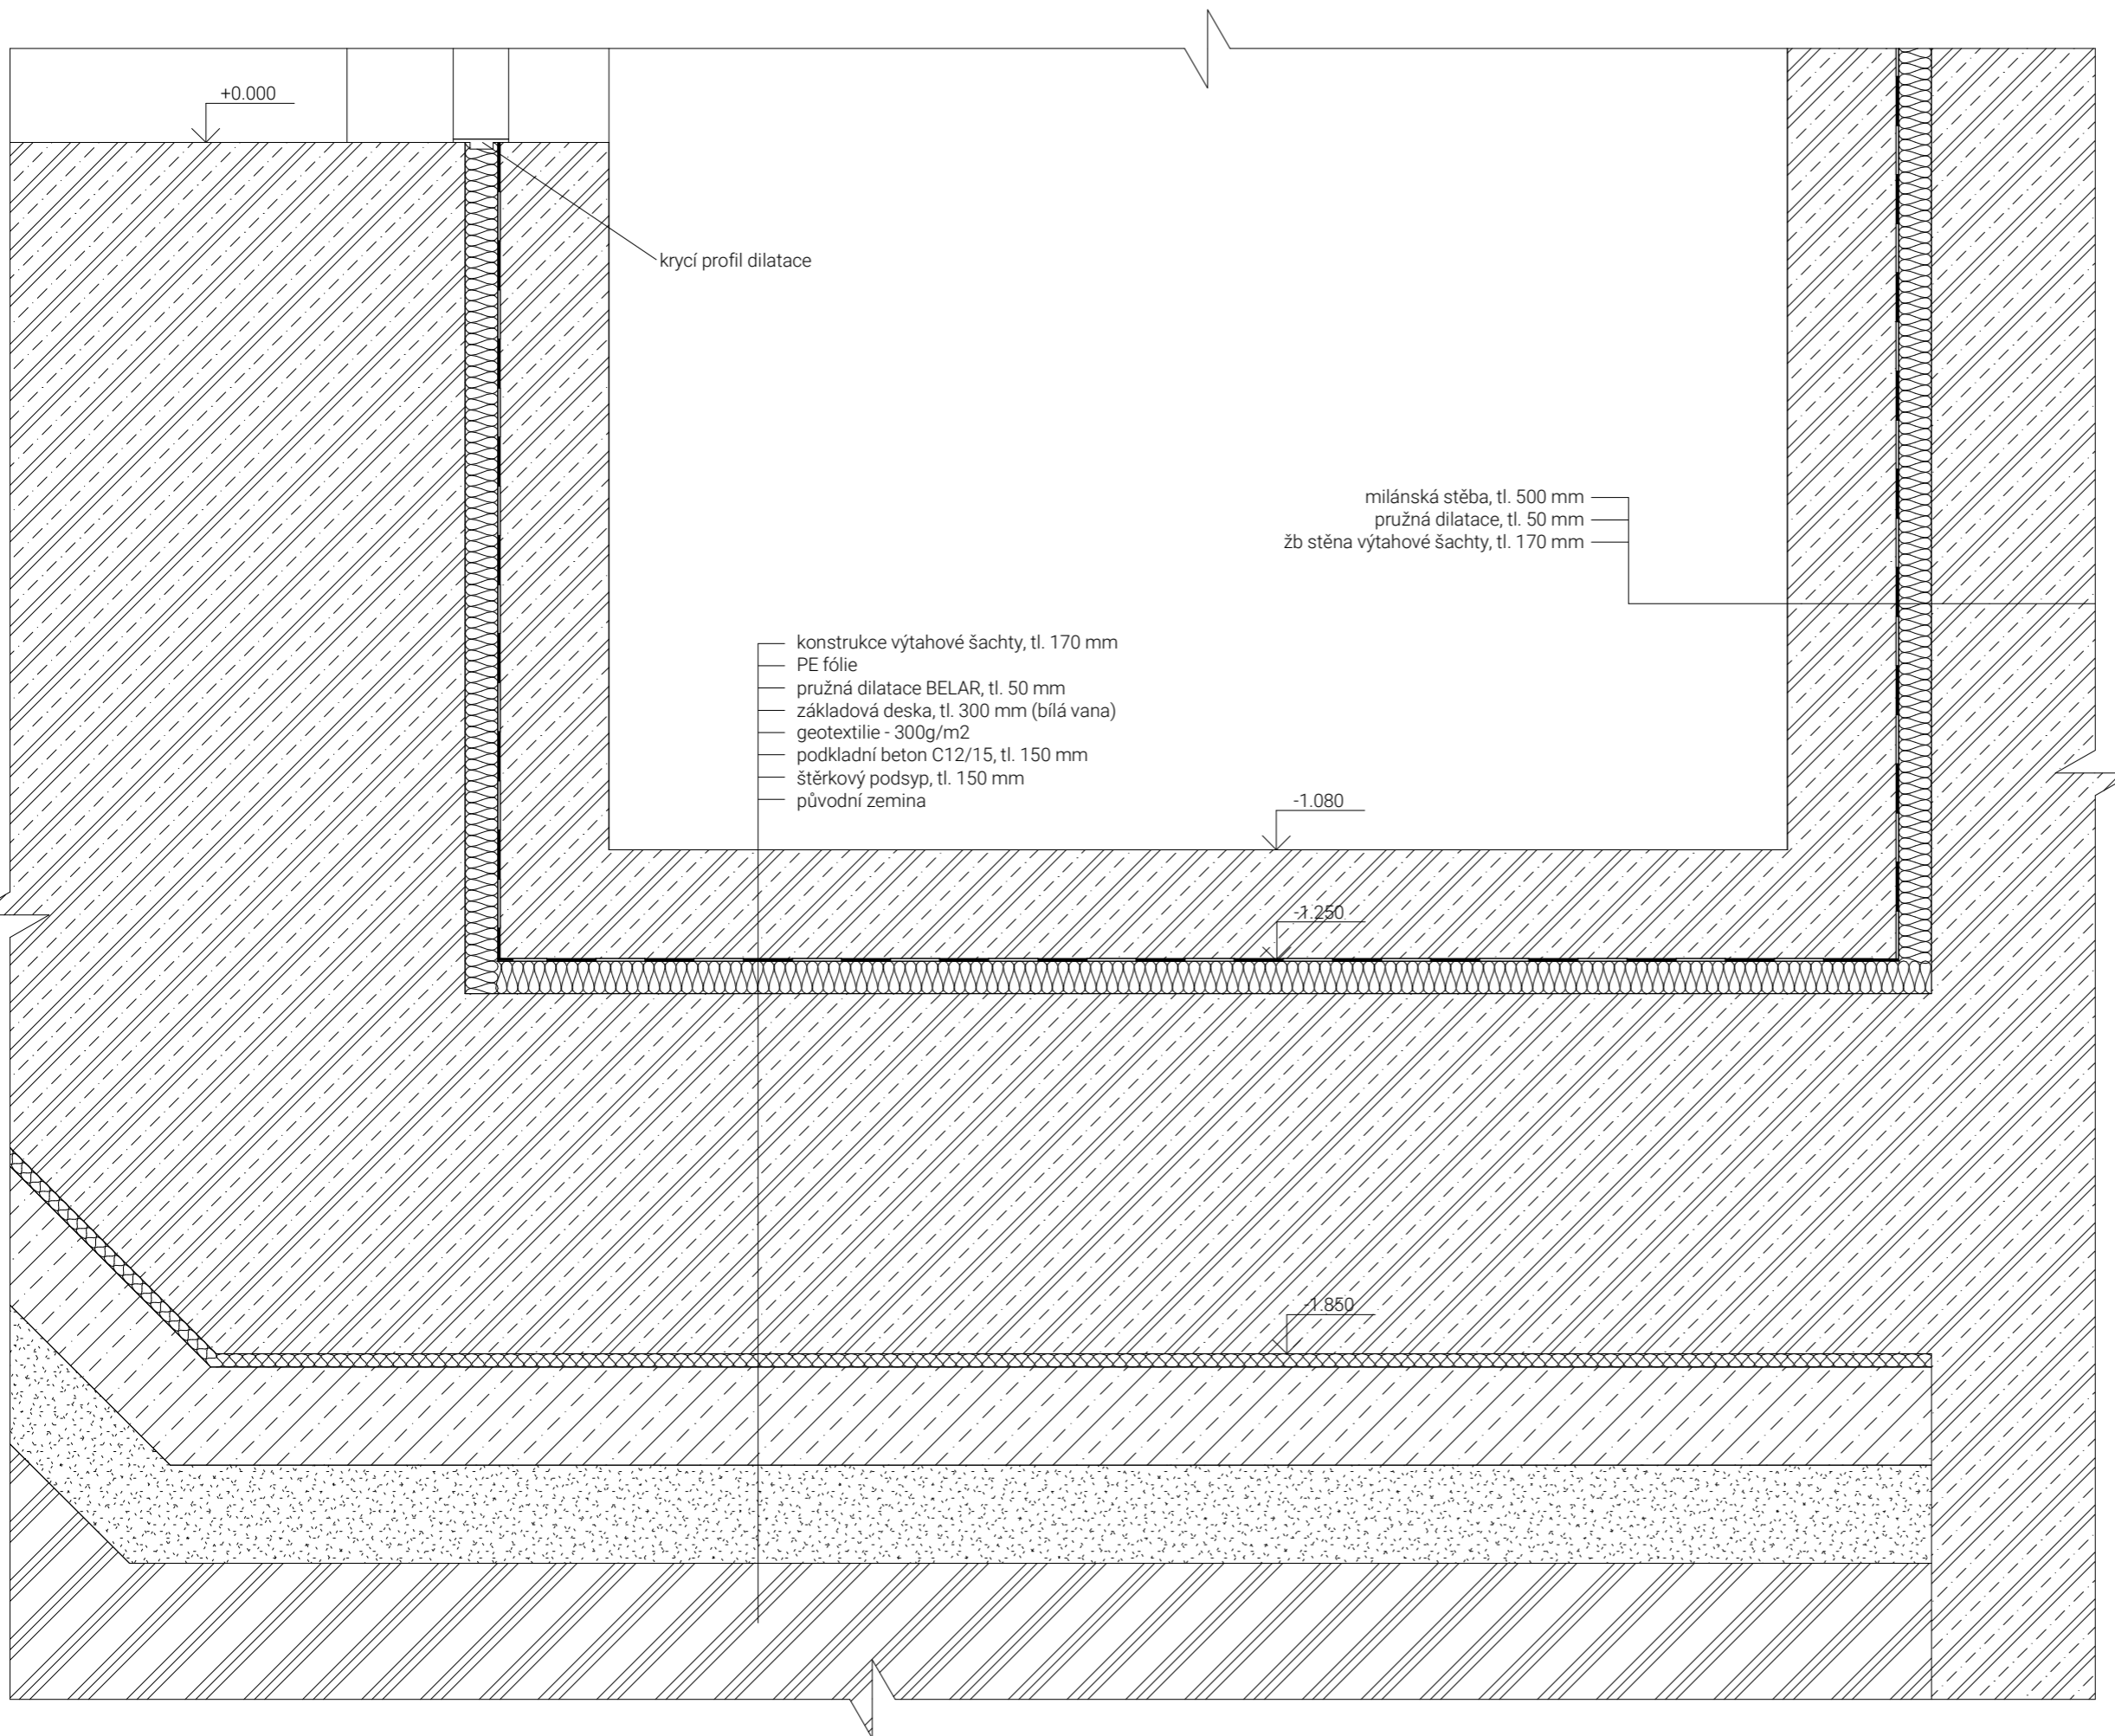 +0.000
krycí profil dilatace
milánská stěba, tl. 500 mm
pružná dilatace, tl. 50 mm
žb stěna výtahové šachty, tl. 170 mm
konstrukce výtahové šachty, tl. 170 mm
PE fólie
pružná dilatace BELAR, tl. 50 mm
základová deska, tl. 300 mm (bílá vana)
geotextilie - 300g/m2
podkladní beton C12/15, tl. 150 mm
štěrkový podsyp, tl. 150 mm
původní zemina
-1.080
-1.250
-1.850